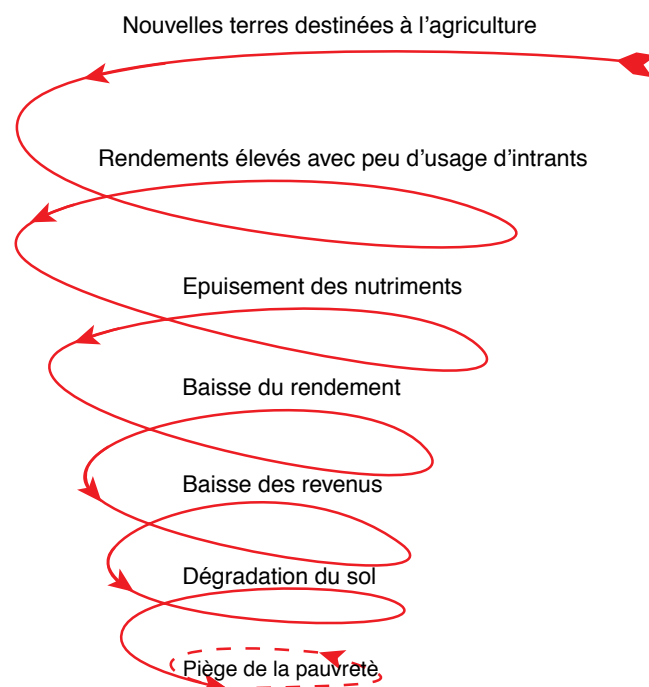 Nouvelles terres destinées à l’agriculture
Rendements élevés avec peu d’usage d’intrants
Epuisement des nutriments
Baisse du rendement
Baisse des revenus
Dégradation du sol
Piège de la pauvretè